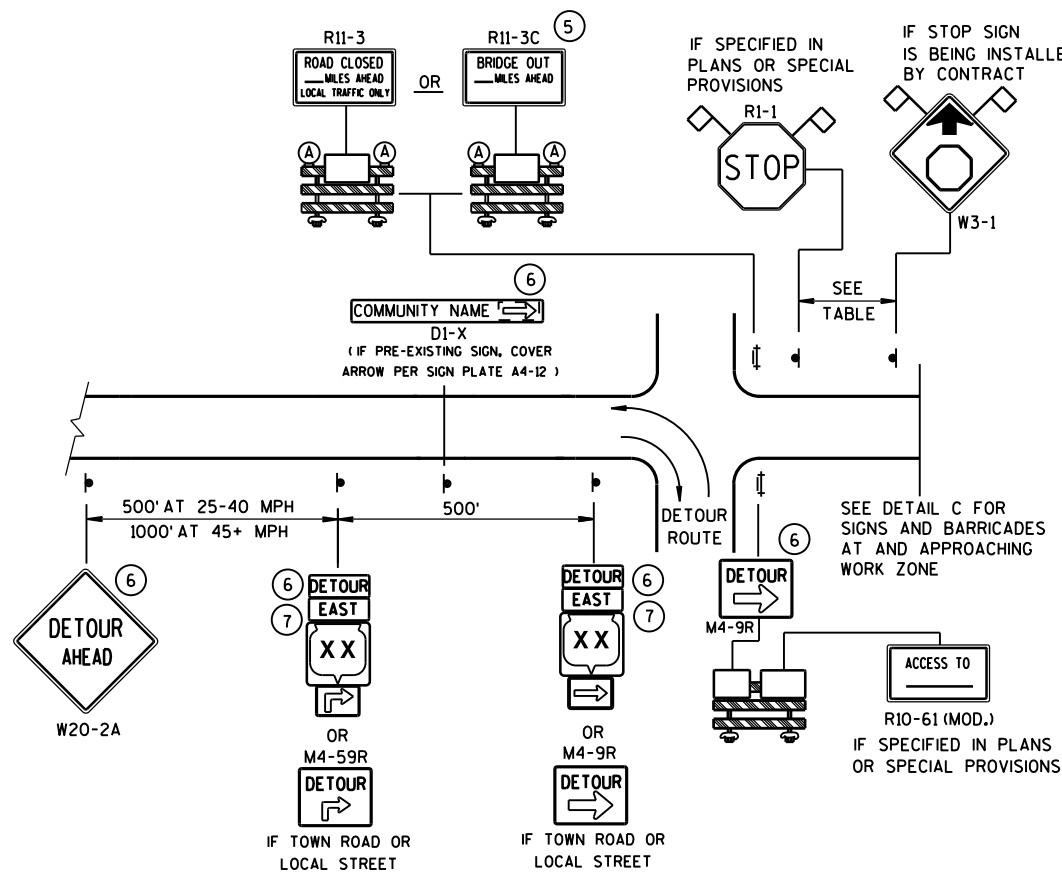 R11-3
ROAD CLOSED
___MILES AHEAD
LOCAL TRAFFIC ONLY
OR
R11-3C
5
BRIDGE OUT
___MILES AHEAD
A
A
A
A
IF SPECIFIED IN
PLANS OR SPECIAL
PROVISIONS
R1-1
STOP
IF STOP SIGN
IS BEING INSTALLE
BY CONTRACT
W3-1
SEE
TABLE
6
COMMUNITY NAME
D1-X
(IF PRE-EXISTING SIGN, COVER
ARROW PER SIGN PLATE A4-12 )
500' AT 25-40 MPH
1000' AT 45+ MPH
500'
DETOUR
ROUTE
SEE DETAIL C FOR
SIGNS AND BARRICADES
AT AND APPROACHING
WORK ZONE
6
DETOUR
AHEAD
W20-2A
6
DETOUR
7
EAST
XX
OR
M4-59R
DETOUR
IF TOWN ROAD OR
LOCAL STREET
DETOUR
6
EAST
7
XX
OR
M4-9R
DETOUR
IF TOWN ROAD OR
LOCAL STREET
6
DETOUR
M4-9R
ACCESS TO
R10-61 (MOD.)
IF SPECIFIED IN PLANS
OR SPECIAL PROVISIONS